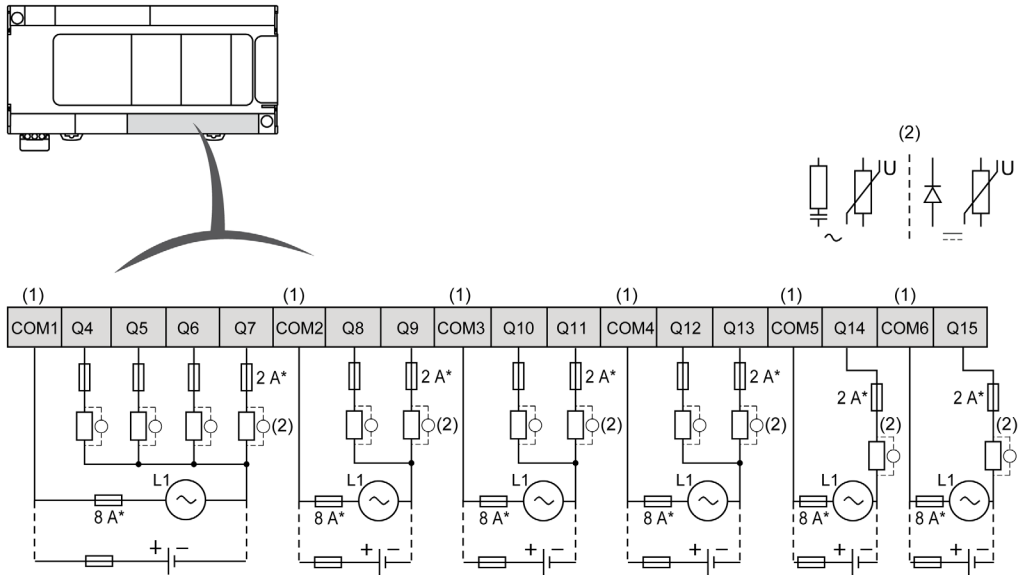 (2)
U U
~
(1) (1) (1) (1) (1) (1)
COM1 Q4 Q5 Q6 Q7 COM2 Q8 Q9 COM3 Q10 Q11 COM4 Q12 Q13 COM5 Q14 COM6 Q15
2 A* 2 A* 2 A* 2 A* 2 A* 2 A*
(2) (2) (2) (2) (2) (2)
L1 L1 L1 L1 L1 L1
8 A* 8 A* 8 A* 8 A* 8 A* 8 A*
+ − + − + − + − + − + −